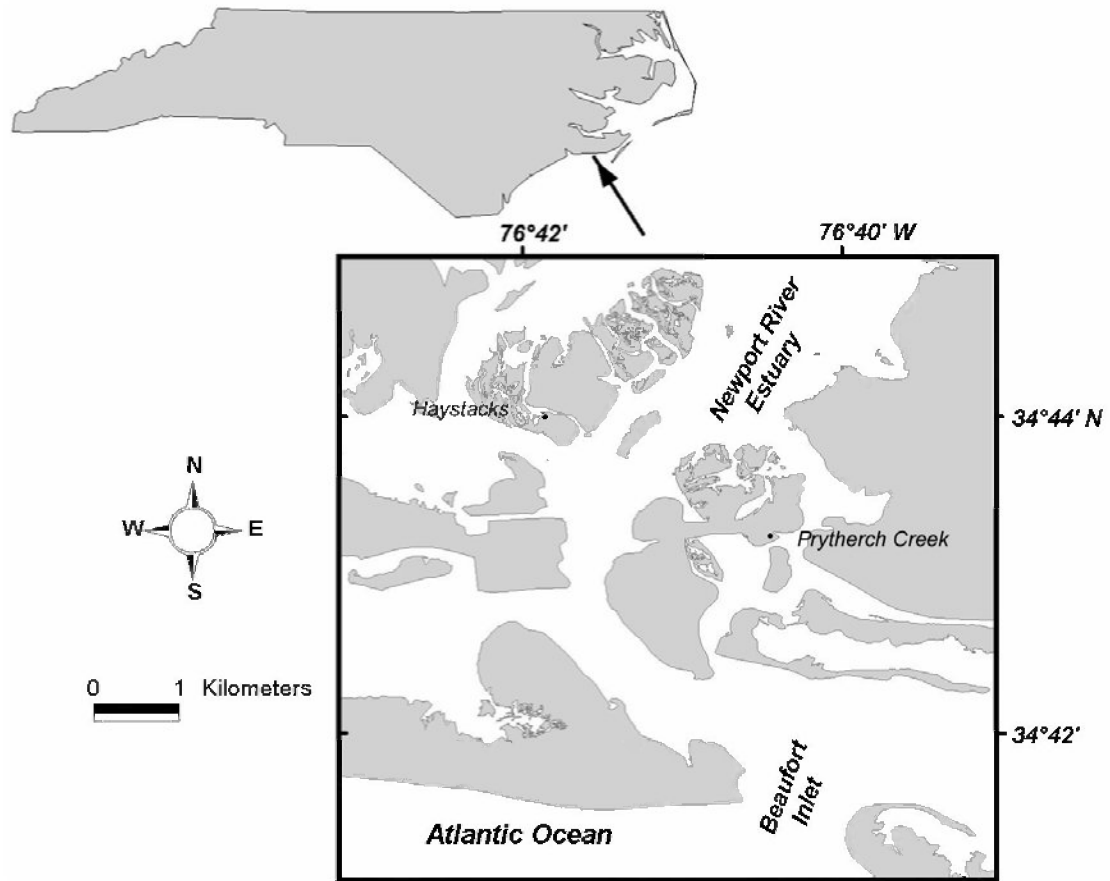 76°42'
76°40' W
Newport River
Estuary
Haystacks
34°44' N
N
W
E
S
Prytherch Creek
0 1 Kilometers
34°42'
Beaufort
Inlet
Atlantic Ocean